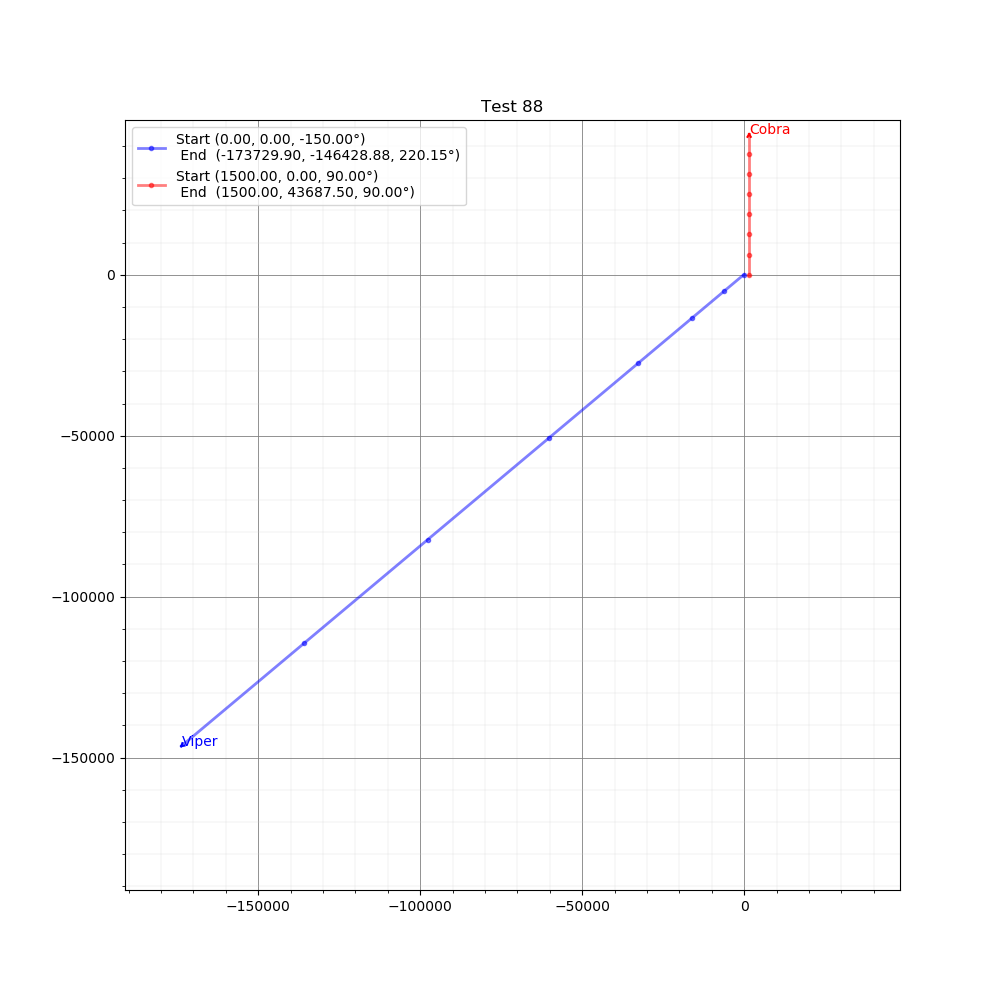 Test 88
Start (0.00, 0.00, -150.00°)
End  (-173729.90, -146428.88, 220.15°)
Start (1500.00, 0.00, 90.00°)
End  (1500.00, 43687.50, 90.00°)
Cobra
0
−50000
−100000
−150000
Viper
−150000
−100000
−50000
0